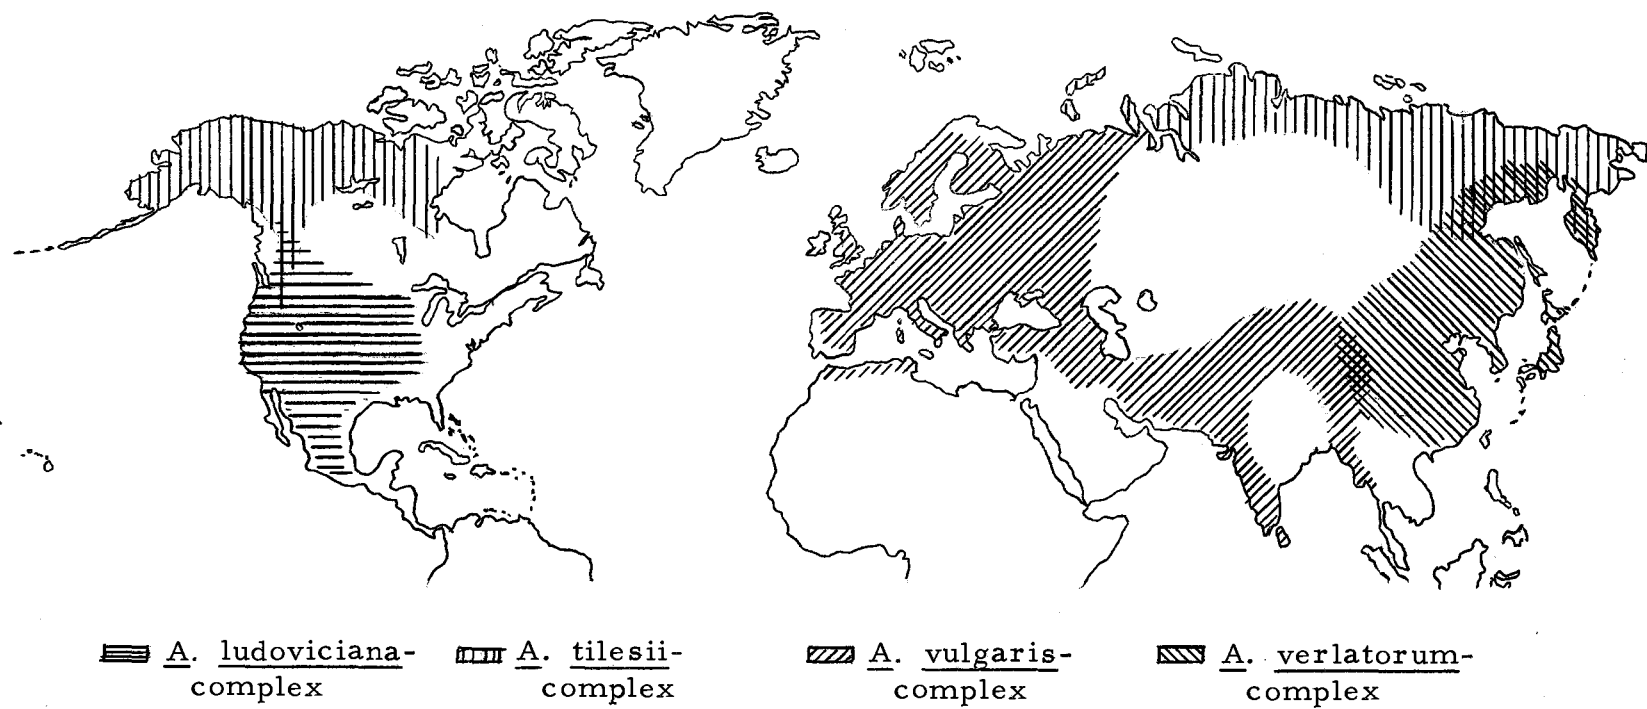 A. ludoviciana- A. tilesii- A. vulgaris- A. verlatorum-
complex complex complex complex